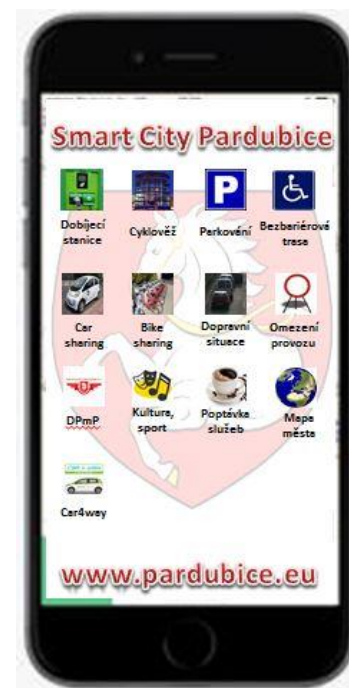 Smart City Pardubice
P
Dobíjecí
stanice
Cyklověž
Parkování
Bezbariérová
trasa
Car
sharing
Bike
sharing
Dopravní
situace
Omezení
provozu
DPmP
Kultura,
sport
Poptávka
služeb
Mapa
města
Car4way
www.pardubice.eu